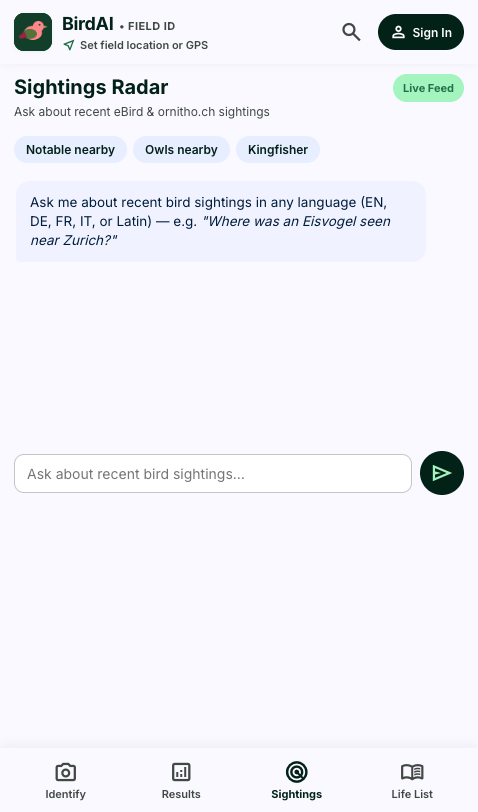 BirdAI • FIELD ID
Set field location or GPS
Sign In
Sightings Radar
Live Feed
Ask about recent eBird & ornitho.ch sightings
Notable nearby
Owls nearby
Kingfisher
Ask me about recent bird sightings in any language (EN,
DE, FR, IT, or Latin) — e.g. "Where was an Eisvogel seen
near Zurich?"
Ask about recent bird sightings...
Identify
Results
Sightings
Life List